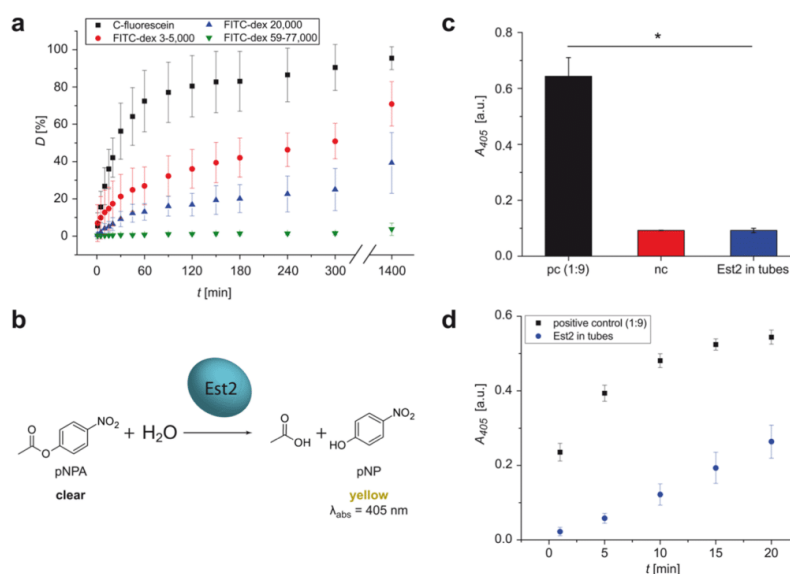 a
C-fluorescein
FITC-dex 20,000
FITC-dex 3-5,000
FITC-dex 59-77,000
100
80
60
40
20
0
D [%]
0
60
120
180
240
300
1400
t [min]
b
Est2
O
O
NO₂
+ H₂O
O
OH
+
HO
NO₂
pNPA
pNP
clear
yellow
λabs = 405 nm
c
*
0.8
0.6
0.4
0.2
0.0
A405 [a.u.]
pc (1:9)
nc
Est2 in tubes
d
positive control (1:9)
Est2 in tubes
0.6
0.4
0.2
0.0
A405 [a.u.]
0
5
10
15
20
t [min]